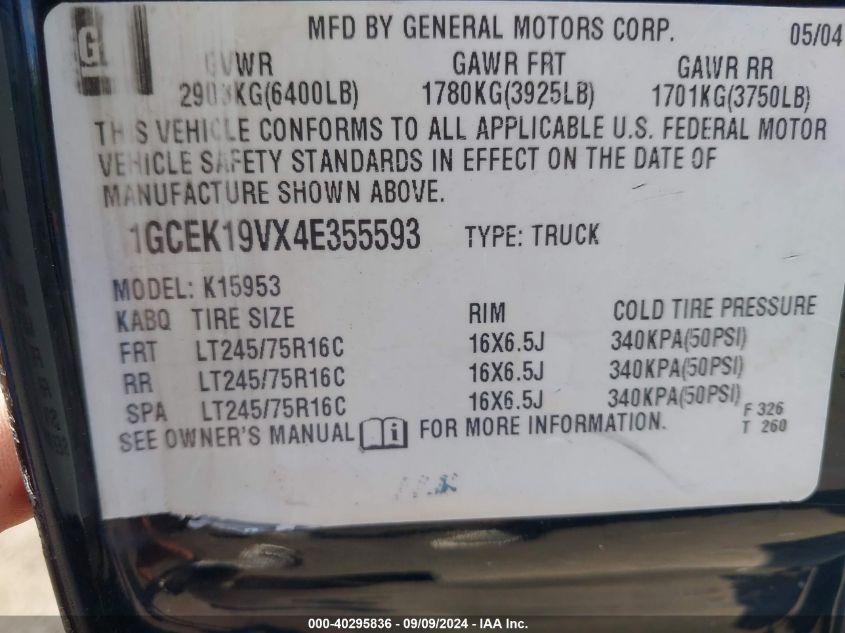 GM
MFD BY GENERAL MOTORS CORP. 05/04
GVWR GAWR FRT GAWR RR
2903KG(6400LB) 1780KG(3925LB) 1701KG(3750LB)
THIS VEHICLE CONFORMS TO ALL APPLICABLE U.S. FEDERAL MOTOR
VEHICLE SAFETY STANDARDS IN EFFECT ON THE DATE OF
MANUFACTURE SHOWN ABOVE.
1GCEK19VX4E355593 TYPE: TRUCK
MODEL: K15953
KABQ TIRE SIZE RIM COLD TIRE PRESSURE
FRT LT245/75R16C 16X6.5J 340KPA(50PSI)
RR LT245/75R16C 16X6.5J 340KPA(50PSI)
SPA LT245/75R16C 16X6.5J 340KPA(50PSI)
SEE OWNER'S MANUAL i FOR MORE INFORMATION. F 326
T 260
000-40295836 - 09/09/2024 - IAA Inc.